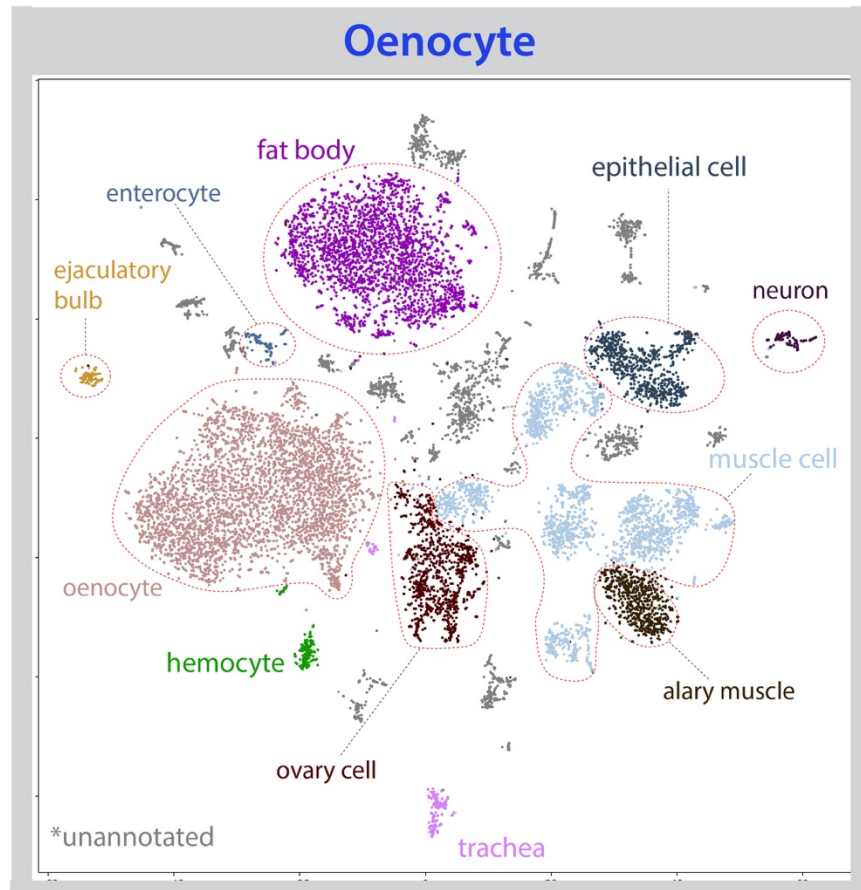 Oenocyte
fat body
epithelial cell
enterocyte
ejaculatory
bulb
neuron
muscle cell
oenocyte
hemocyte
alary muscle
ovary cell
*unannotated
trachea